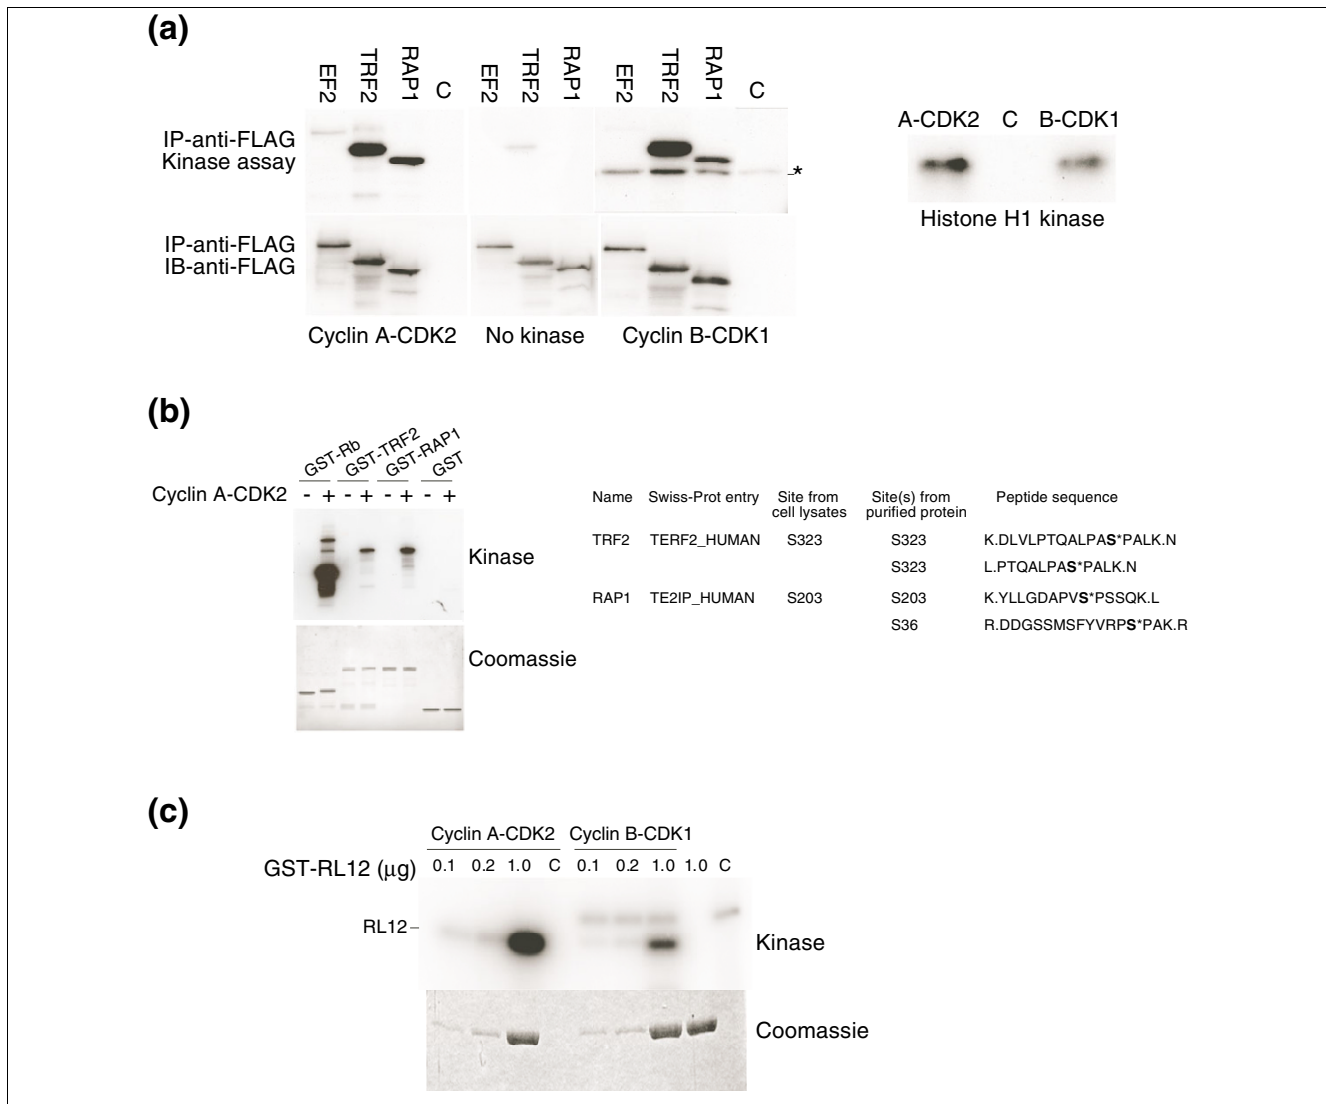 (a)
EF2 TRF2 RAP1 C EF2 TRF2 RAP1 EF2 TRF2 RAP1 C
IP-anti-FLAG
Kinase assay
*
IP-anti-FLAG
IB-anti-FLAG
Cyclin A-CDK2 No kinase Cyclin B-CDK1
A-CDK2 C B-CDK1
Histone H1 kinase
(b)
GST-Rb GST-TRF2 GST-RAP1 GST
Cyclin A-CDK2 - + - + - + - +
Kinase
Coomassie
Name Swiss-Prot entry Site from Site(s) from Peptide sequence
cell lysates purified protein
TRF2 TERF2_HUMAN S323 S323 K.DLVLPTQALPAS*PALK.N
S323 L.PTQALPAS*PALK.N
RAP1 TE2IP_HUMAN S203 S203 K.YLLGDAPVS*PSSQK.L
S36 R.DDGSSMSFYVRPS*PAK.R
(c)
Cyclin A-CDK2 Cyclin B-CDK1
GST-RL12 (µg) 0.1 0.2 1.0 C 0.1 0.2 1.0 1.0 C
RL12
Kinase
Coomassie